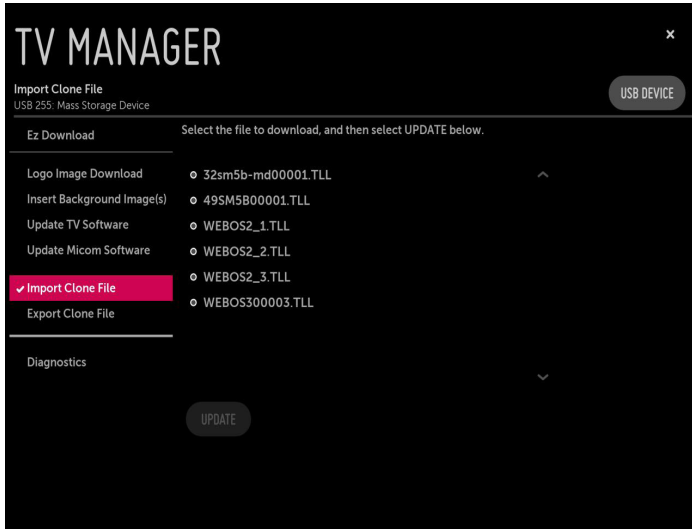 TV MANAGER
×
Import Clone File
USB 255: Mass Storage Device
USB DEVICE
Ez Download
Select the file to download, and then select UPDATE below.
Logo Image Download
Insert Background Image(s)
Update TV Software
Update Micom Software
Import Clone File
Export Clone File
Diagnostics
32sm5b-md00001.TLL
49SM5B00001.TLL
WEBOS2_1.TLL
WEBOS2_2.TLL
WEBOS2_3.TLL
WEBOS300003.TLL
UPDATE